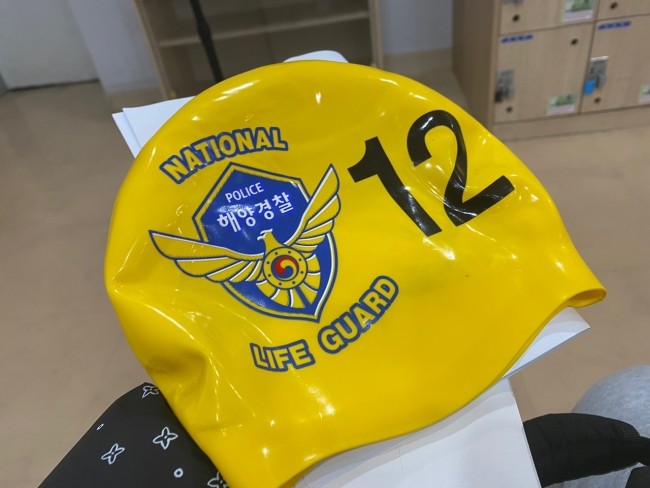 NATIONAL
POLICE
해양경찰
LIFE GUARD
12